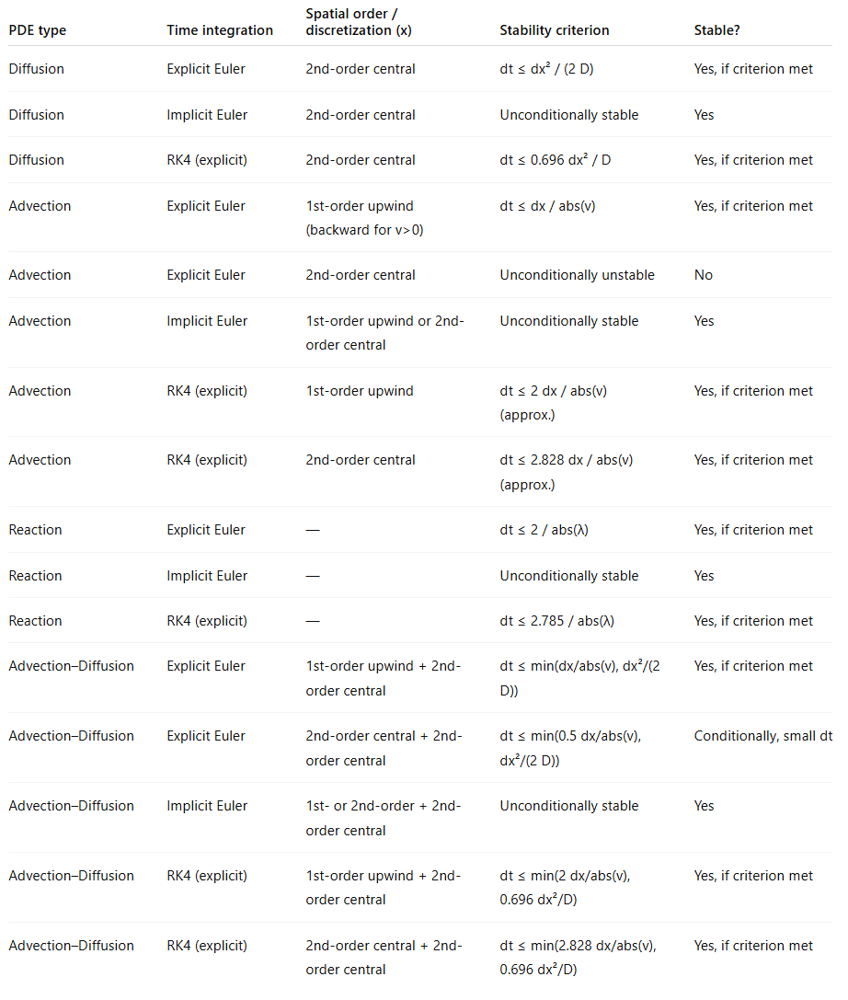 PDE type Time integration Spatial order / discretization (x) Stability criterion Stable?
Diffusion Explicit Euler 2nd-order central dt ≤ dx² / (2 D) Yes, if criterion met
Diffusion Implicit Euler 2nd-order central Unconditionally stable Yes
Diffusion RK4 (explicit) 2nd-order central dt ≤ 0.696 dx² / D Yes, if criterion met
Advection Explicit Euler 1st-order upwind dt ≤ dx / abs(v) Yes, if criterion met
(backward for v>0)
Advection Explicit Euler 2nd-order central Unconditionally unstable No
Advection Implicit Euler 1st-order upwind or 2nd- Unconditionally stable Yes
order central
Advection RK4 (explicit) 1st-order upwind dt ≤ 2 dx / abs(v) Yes, if criterion met
(approx.)
Advection RK4 (explicit) 2nd-order central dt ≤ 2.828 dx / abs(v) Yes, if criterion met
(approx.)
Reaction Explicit Euler — dt ≤ 2 / abs(λ) Yes, if criterion met
Reaction Implicit Euler — Unconditionally stable Yes
Reaction RK4 (explicit) — dt ≤ 2.785 / abs(λ) Yes, if criterion met
Advection–Diffusion Explicit Euler 1st-order upwind + 2nd- dt ≤ min(dx/abs(v), dx²/(2 Yes, if criterion met
order central D))
Advection–Diffusion Explicit Euler 2nd-order central + 2nd- dt ≤ min(0.5 dx/abs(v), Conditionally, small dt
order central dx²/(2 D))
Advection–Diffusion Implicit Euler 1st- or 2nd-order + 2nd- Unconditionally stable Yes
order central
Advection–Diffusion RK4 (explicit) 1st-order upwind + 2nd- dt ≤ min(2 dx/abs(v), Yes, if criterion met
order central 0.696 dx²/D)
Advection–Diffusion RK4 (explicit) 2nd-order central + 2nd- dt ≤ min(2.828 dx/abs(v), Yes, if criterion met
order central 0.696 dx²/D)